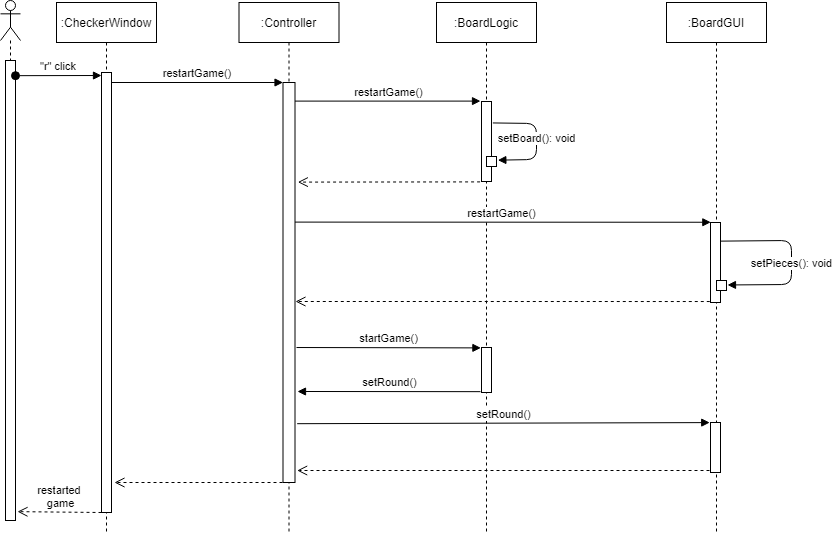 :CheckerWindow
:Controller
:BoardLogic
:BoardGUI
"r" click
restartGame()
restartGame()
setBoard(): void
restartGame()
setPieces(): void
startGame()
setRound()
setRound()
restarted
game